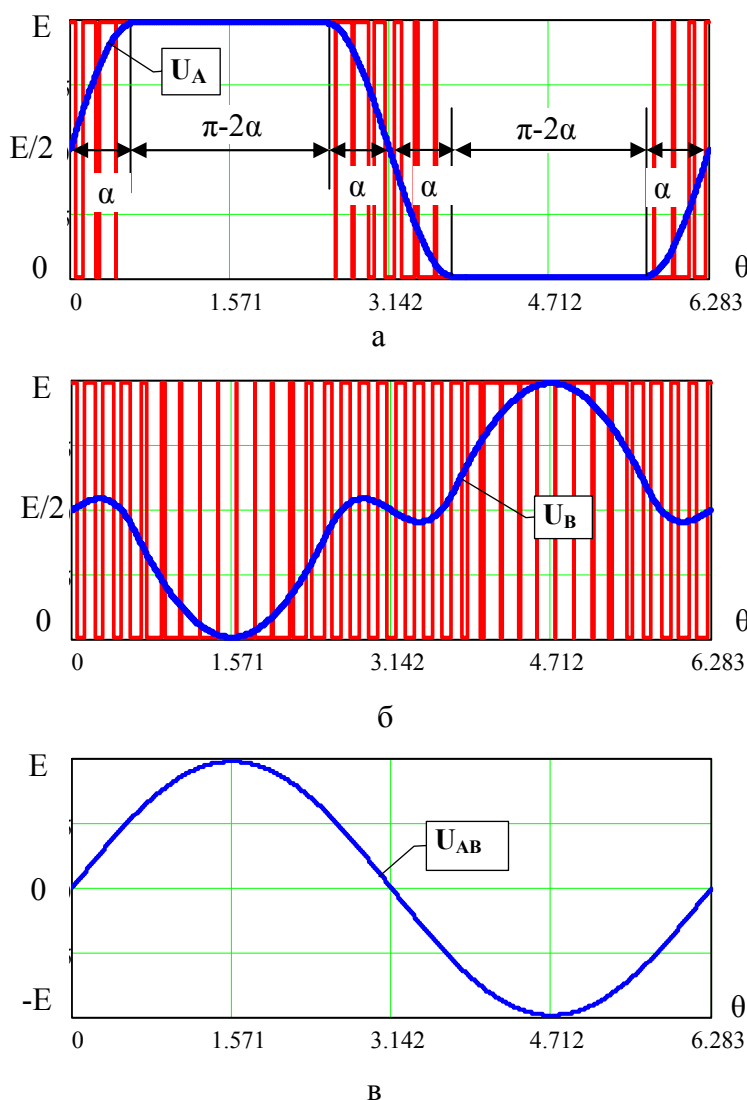 E
U_A
π-2α
π-2α
E/2
α
α
α
α
0
0 1.571 3.142 4.712 6.283 θ
а
E
E/2
U_B
0
0 1.571 3.142 4.712 6.283 θ
б
E
U_AB
0
-E
θ
0 1.571 3.142 4.712 6.283
в